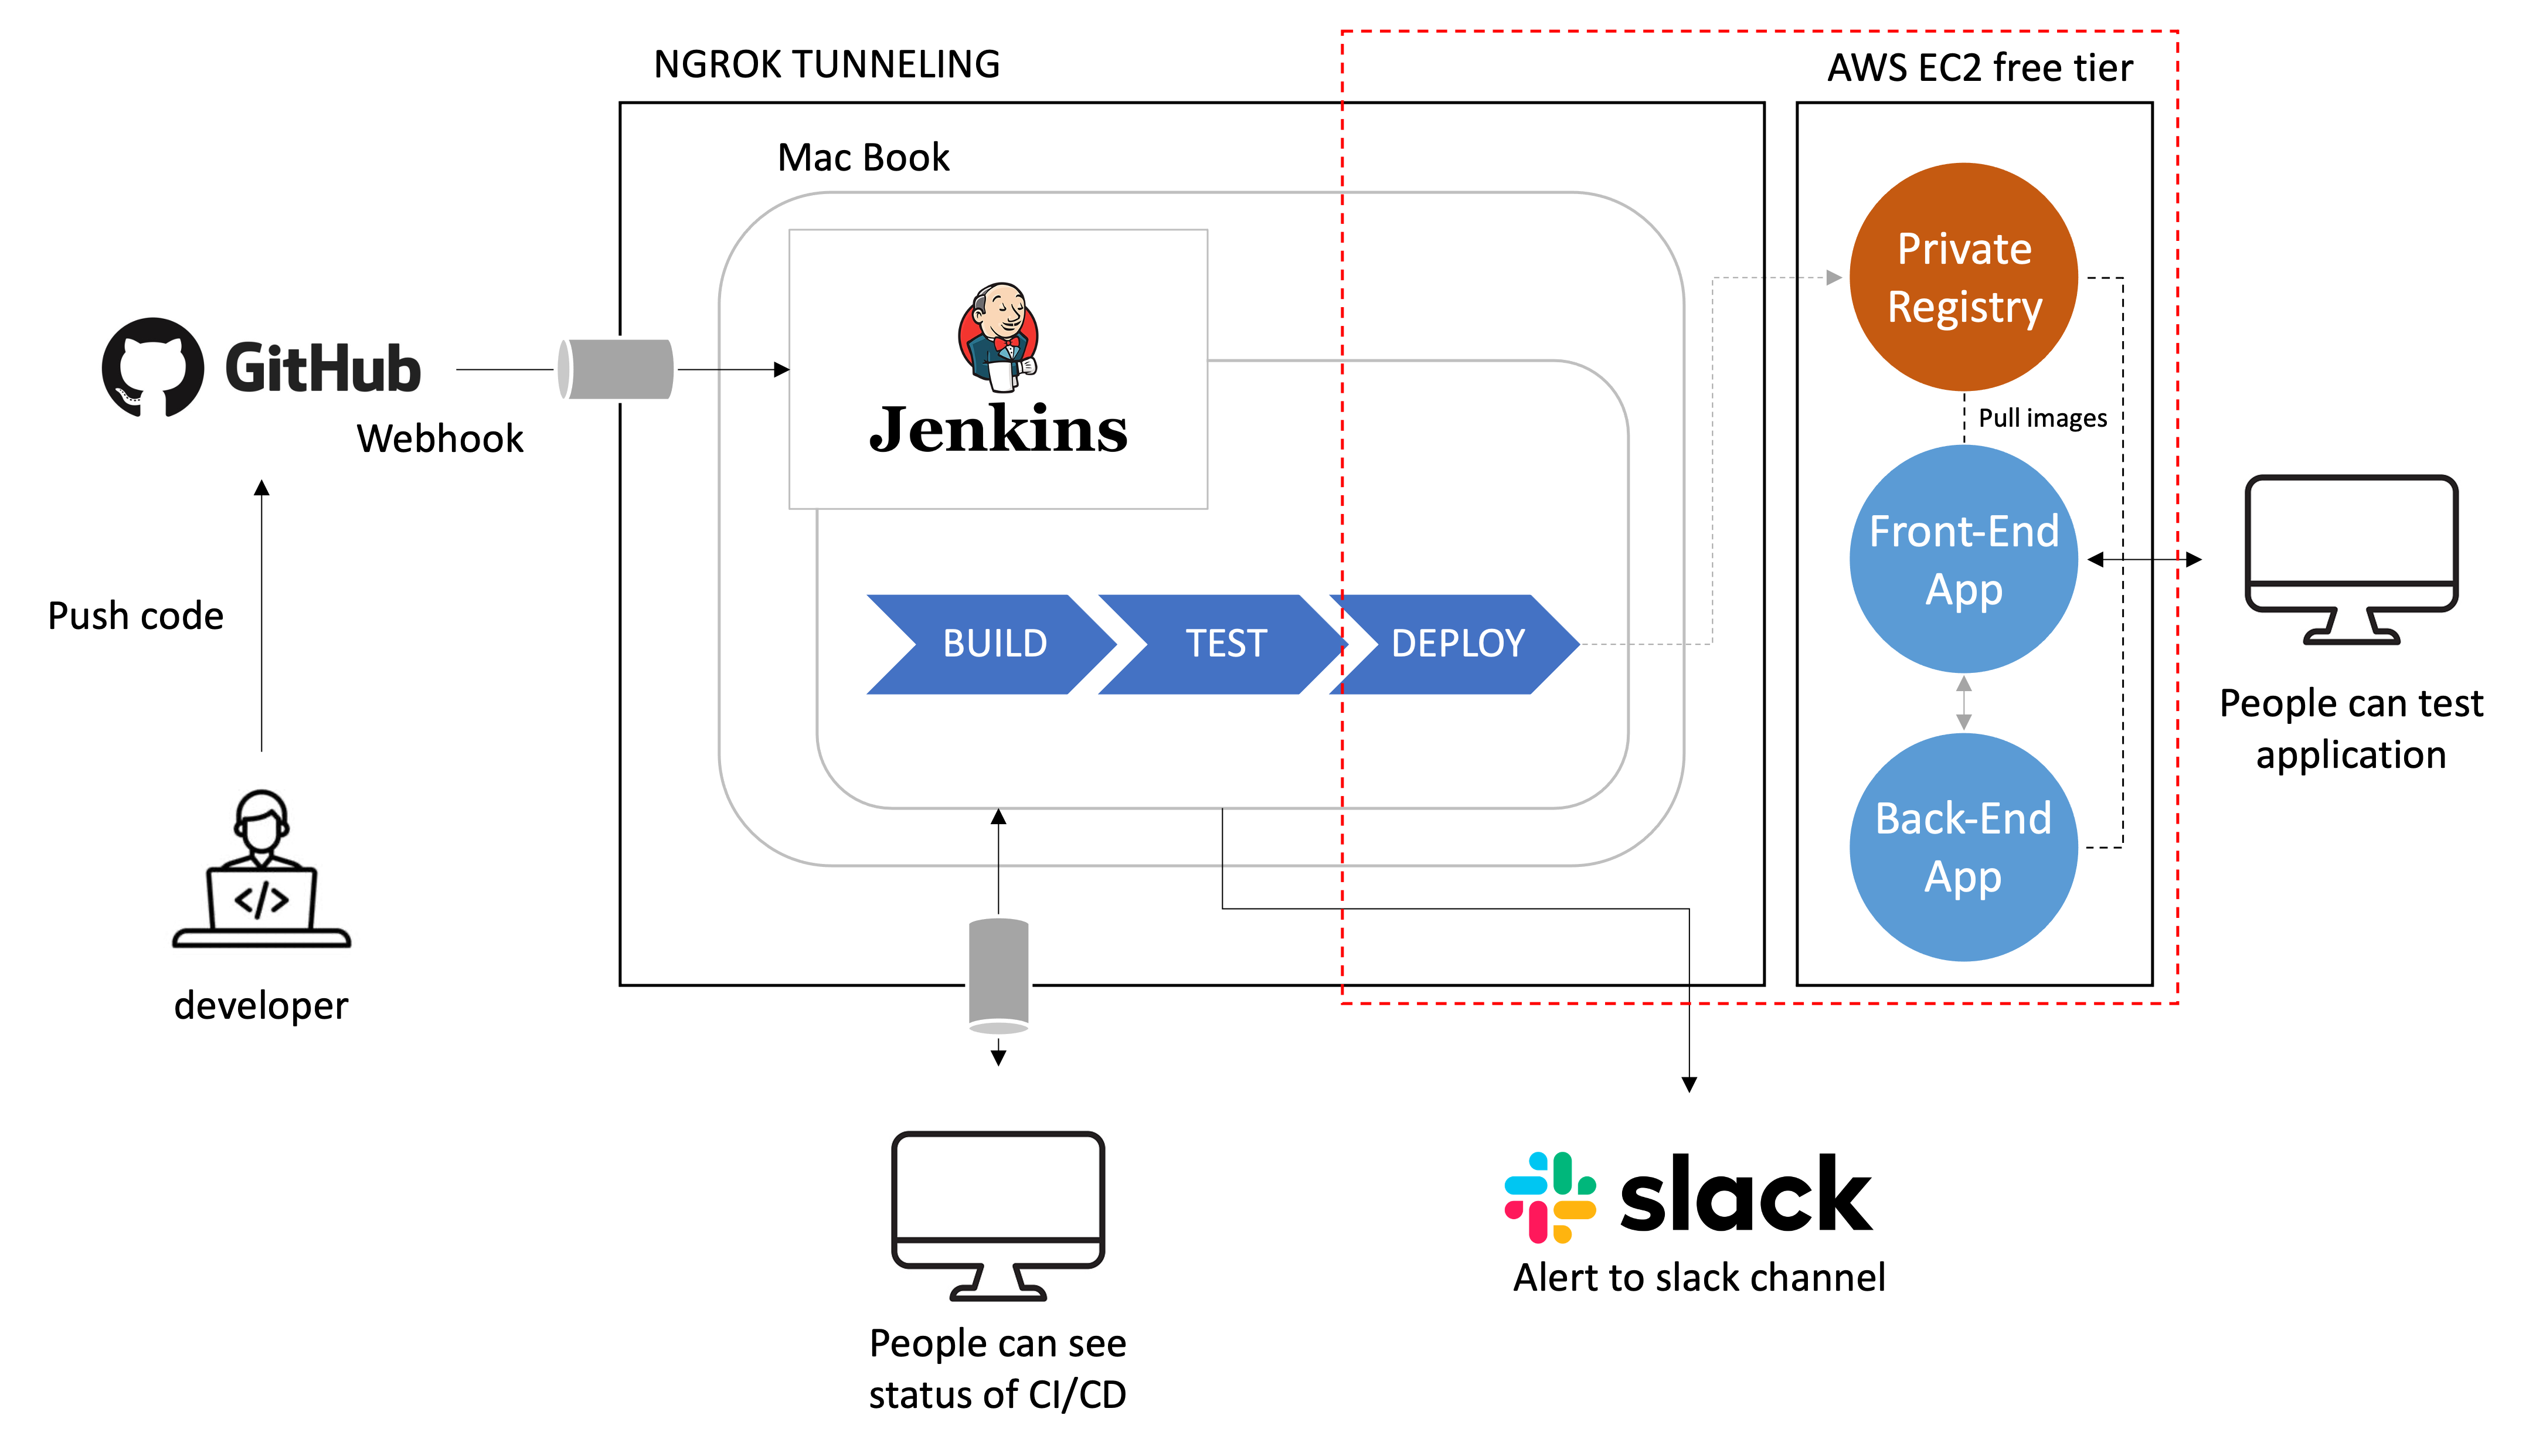 NGROK TUNNELING
AWS EC2 free tier
Mac Book
Private
Registry
GitHub
Webhook
Jenkins
Pull images
Front-End
App
Push code
BUILD
TEST
DEPLOY
People can test
application
Back-End
App
</>
developer
slack
Alert to slack channel
People can see
status of CI/CD